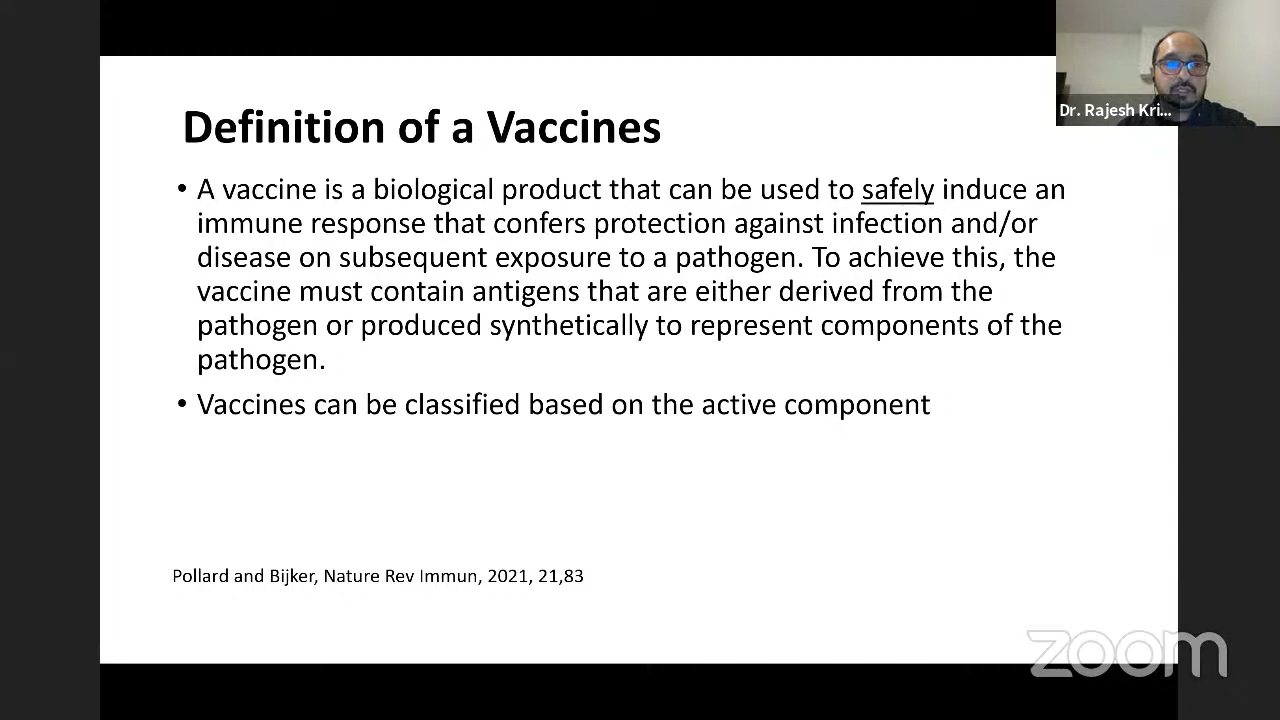 Definition of a Vaccines
Dr. Rajesh Kri...
• A vaccine is a biological product that can be used to safely induce an
immune response that confers protection against infection and/or
disease on subsequent exposure to a pathogen. To achieve this, the
vaccine must contain antigens that are either derived from the
pathogen or produced synthetically to represent components of the
pathogen.
• Vaccines can be classified based on the active component
Pollard and Bijker, Nature Rev Immun, 2021, 21,83
zoom